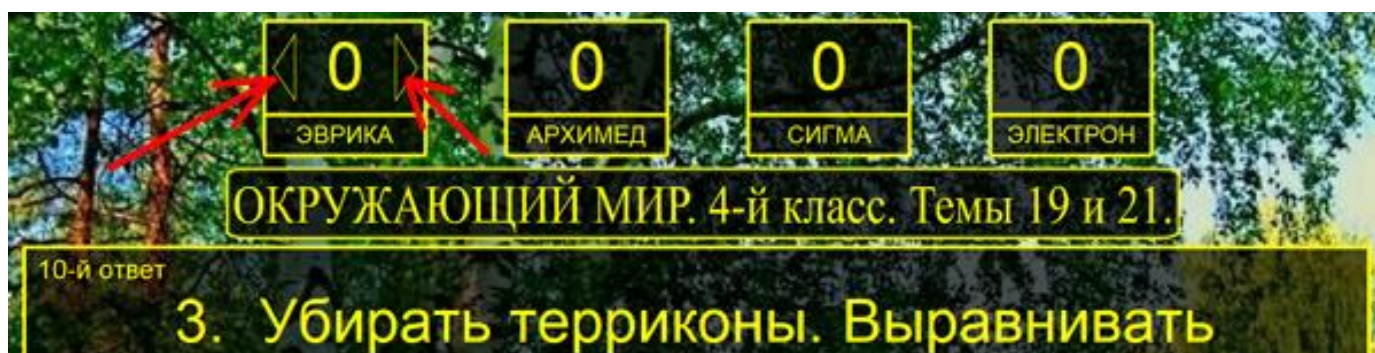 0 0 0 0
ЭВРИКА АРХИМЕД СИГМА ЭЛЕКТРОН
ОКРУЖАЮЩИЙ МИР. 4-й класс. Темы 19 и 21.
10-й ответ
3. Убирать терриконы. Выравнивать